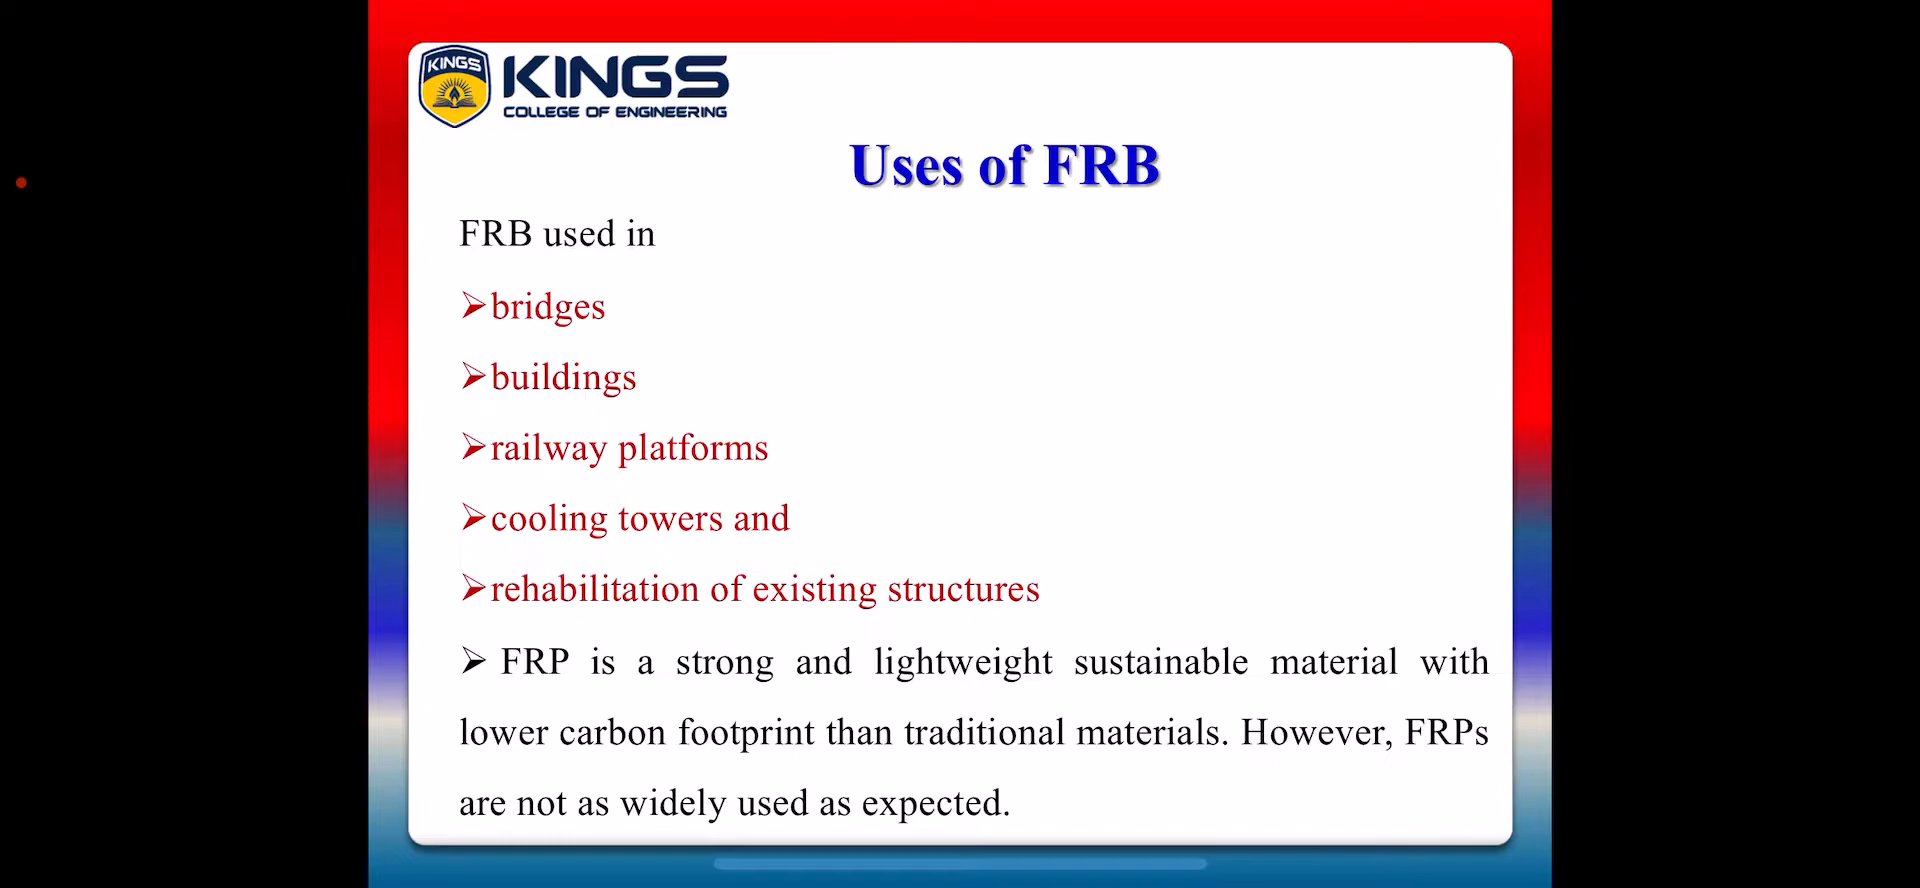 KINGS
KINGS
COLLEGE OF ENGINEERING
Uses of FRB
FRB used in
➢bridges
➢buildings
➢railway platforms
➢cooling towers and
➢rehabilitation of existing structures
➢ FRP is a strong and lightweight sustainable material with
lower carbon footprint than traditional materials. However, FRPs
are not as widely used as expected.